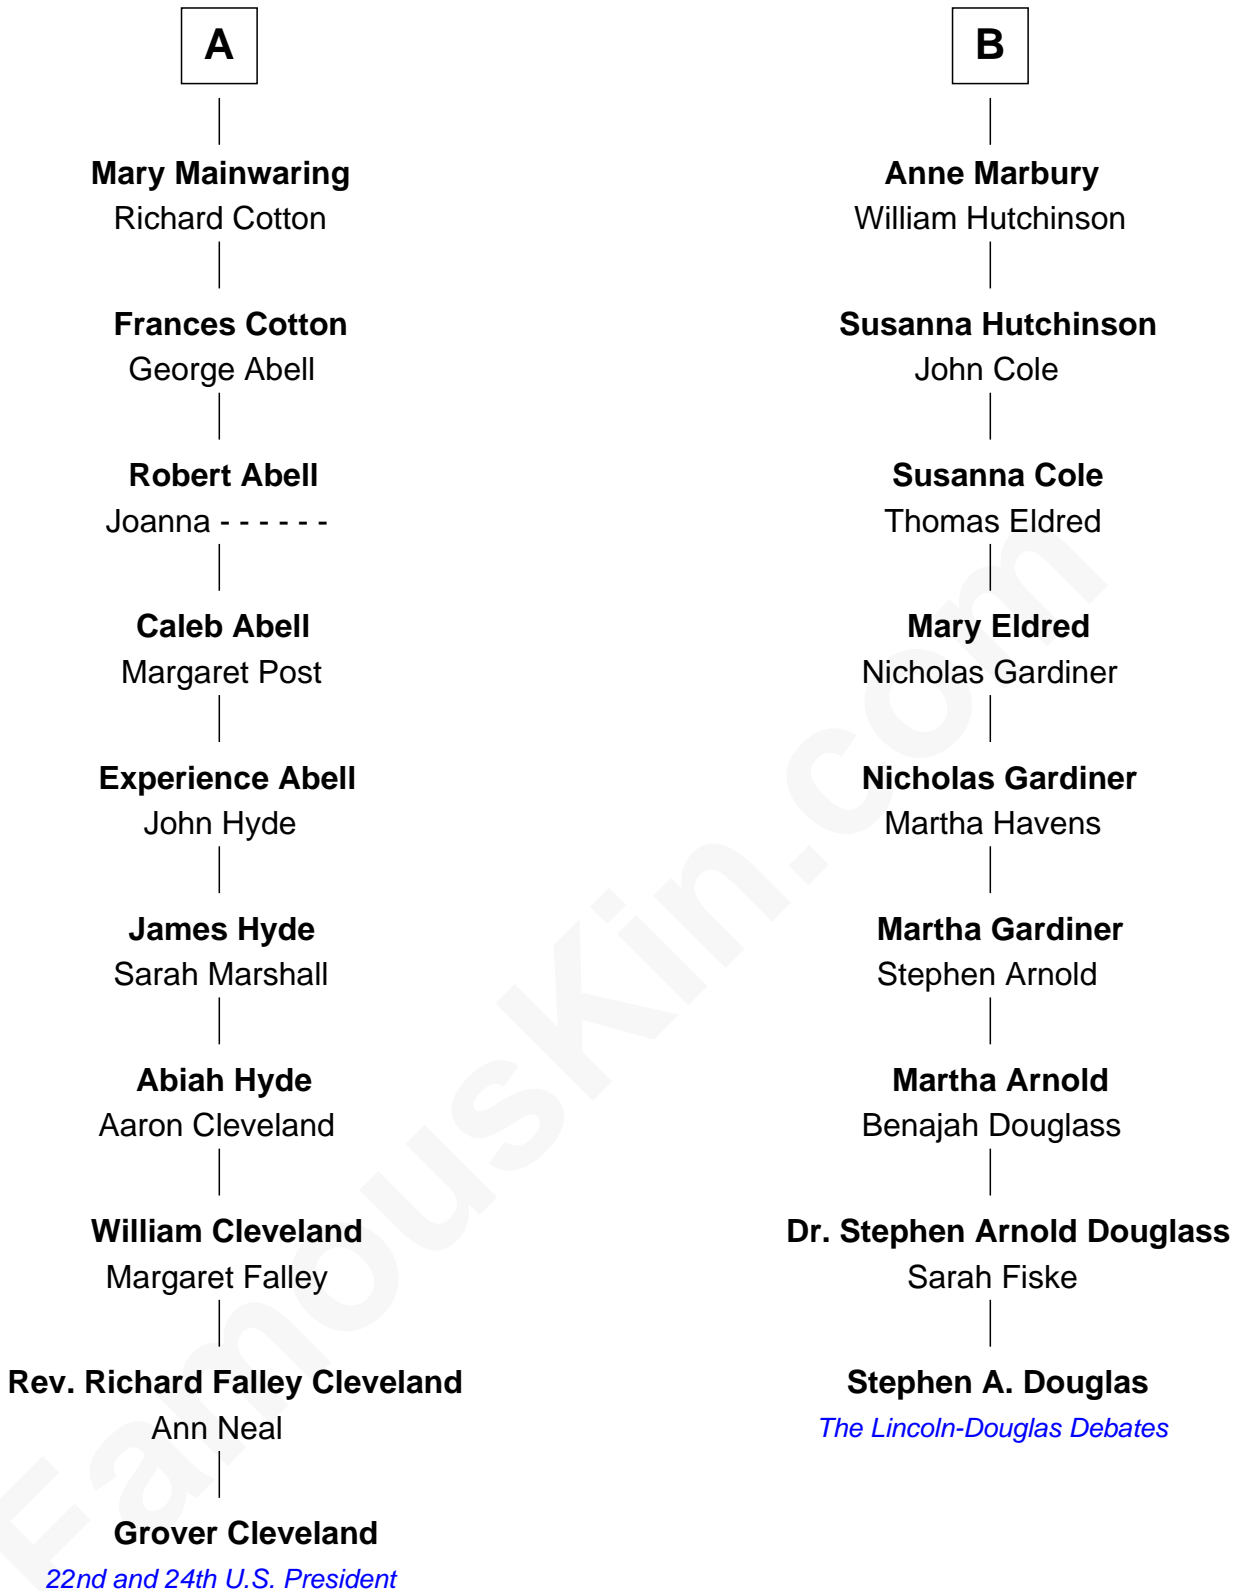 A
Mary Mainwaring
Richard Cotton
Frances Cotton
George Abell
Robert Abell
Joanna - - - - - -
Caleb Abell
Margaret Post
Experience Abell
John Hyde
James Hyde
Sarah Marshall
Abiah Hyde
Aaron Cleveland
William Cleveland
Margaret Falley
Rev. Richard Falley Cleveland
Ann Neal
Grover Cleveland
22nd and 24th U.S. President
B
Anne Marbury
William Hutchinson
Susanna Hutchinson
John Cole
Susanna Cole
Thomas Eldred
Mary Eldred
Nicholas Gardiner
Nicholas Gardiner
Martha Havens
Martha Gardiner
Stephen Arnold
Martha Arnold
Benajah Douglass
Dr. Stephen Arnold Douglass
Sarah Fiske
Stephen A. Douglas
The Lincoln-Douglas Debates
FamousKin.com